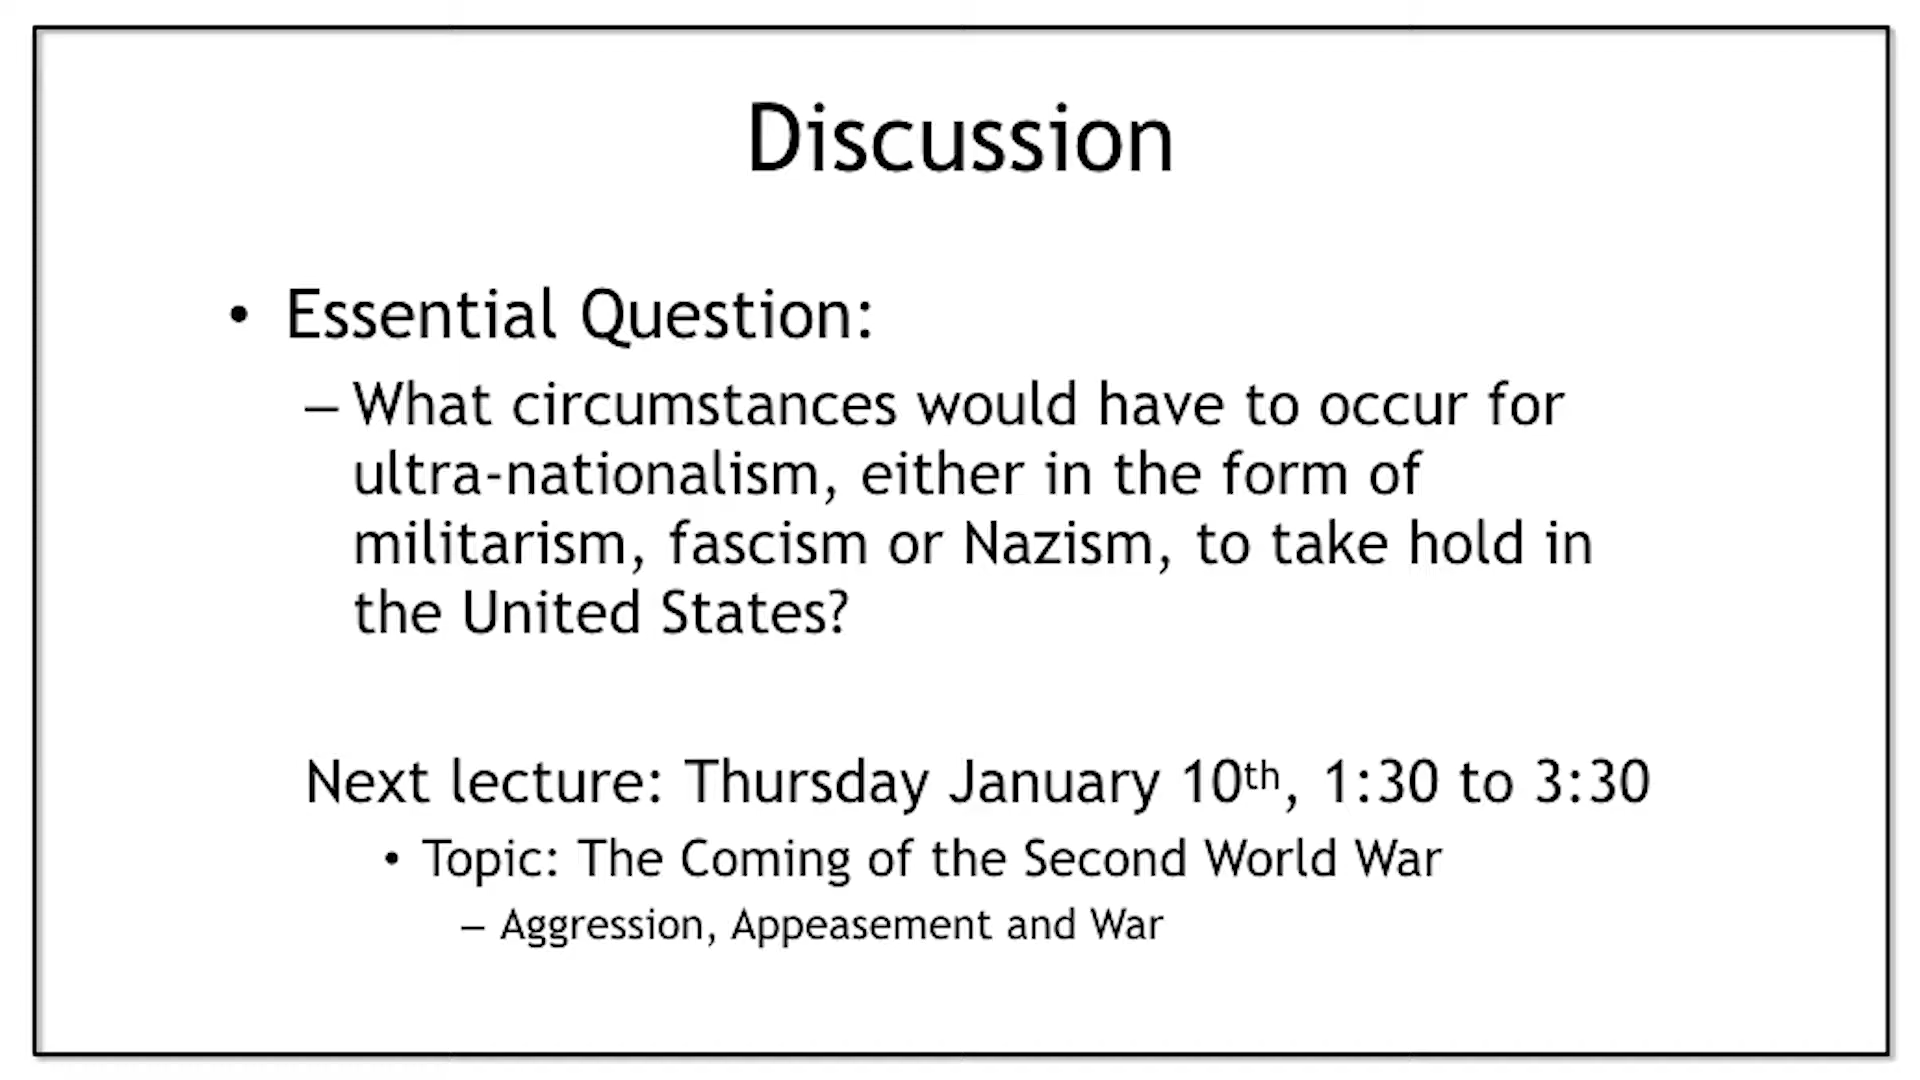 Discussion
• Essential Question:
– What circumstances would have to occur for
ultra-nationalism, either in the form of
militarism, fascism or Nazism, to take hold in
the United States?
Next lecture: Thursday January 10th, 1:30 to 3:30
• Topic: The Coming of the Second World War
– Aggression, Appeasement and War